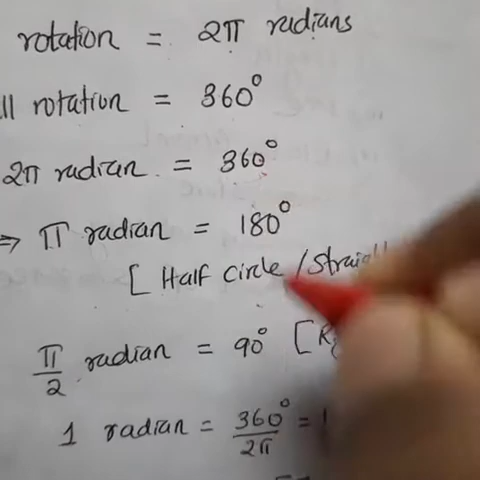 rotation = 2π radians
ll rotation = 360°
2π radian = 360°
⇒ π radian = 180°
[ Half circle /
π/2 radian = 90° [
1 radian = 360°/2π =